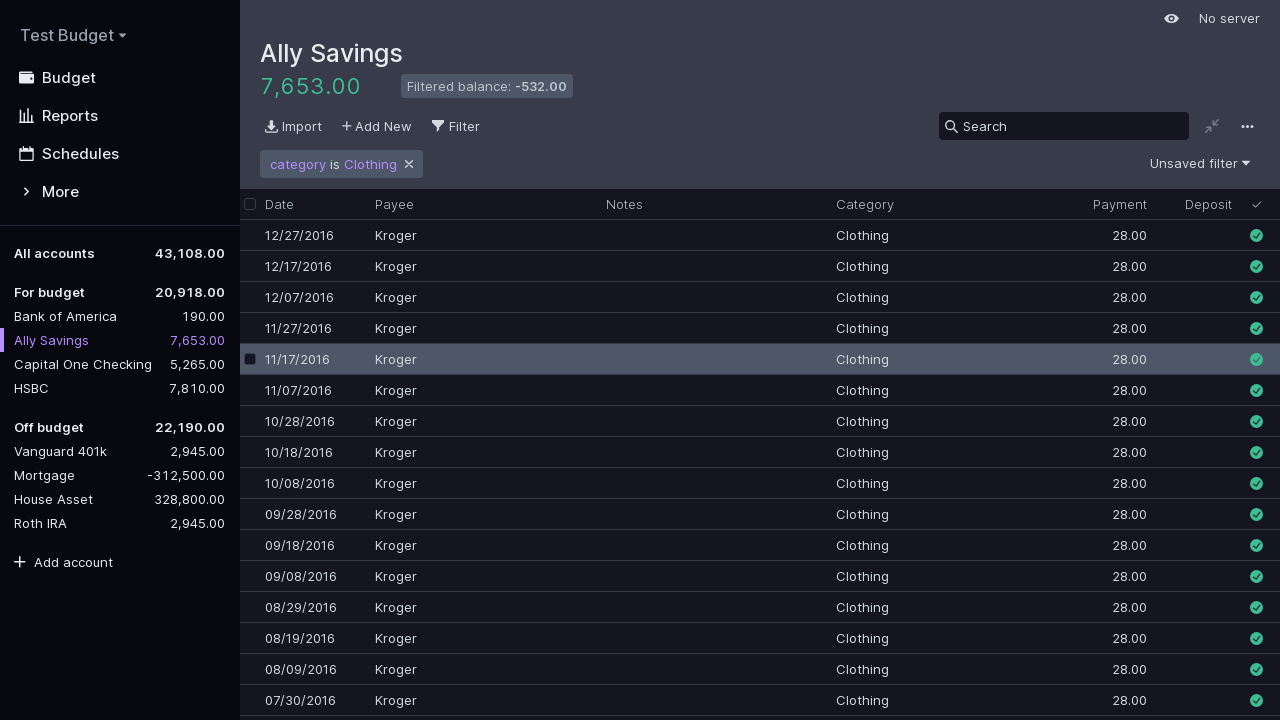 Test Budget
Budget
Reports
Schedules
More
All accounts 43,108.00
For budget 20,918.00
Bank of America 190.00
Ally Savings 7,653.00
Capital One Checking 5,265.00
HSBC 7,810.00
Off budget 22,190.00
Vanguard 401k 2,945.00
Mortgage -312,500.00
House Asset 328,800.00
Roth IRA 2,945.00
Add account
No server
Ally Savings
7,653.00 Filtered balance: -532.00
Import Add New Filter Search
category is Clothing Unsaved filter
Date Payee Notes Category Payment Deposit
12/27/2016 Kroger Clothing 28.00
12/17/2016 Kroger Clothing 28.00
12/07/2016 Kroger Clothing 28.00
11/27/2016 Kroger Clothing 28.00
11/17/2016 Kroger Clothing 28.00
11/07/2016 Kroger Clothing 28.00
10/28/2016 Kroger Clothing 28.00
10/18/2016 Kroger Clothing 28.00
10/08/2016 Kroger Clothing 28.00
09/28/2016 Kroger Clothing 28.00
09/18/2016 Kroger Clothing 28.00
09/08/2016 Kroger Clothing 28.00
08/29/2016 Kroger Clothing 28.00
08/19/2016 Kroger Clothing 28.00
08/09/2016 Kroger Clothing 28.00
07/30/2016 Kroger Clothing 28.00